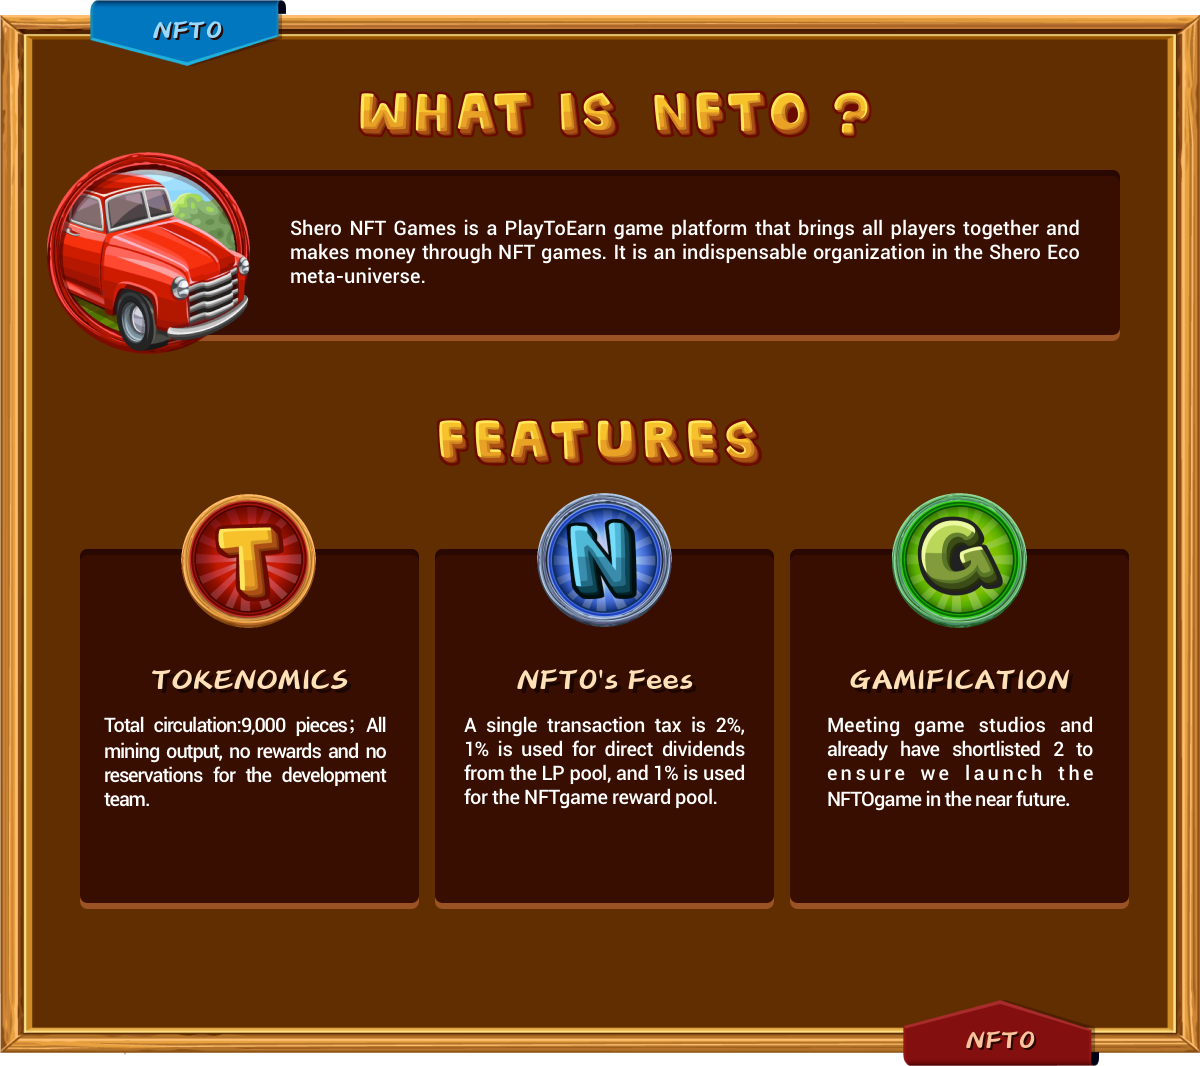 NFTO
WHAT IS NFTO ?
Shero NFT Games is a PlayToEarn game platform that brings all players together and
makes money through NFT games. It is an indispensable organization in the Shero Eco
meta-universe.
FEATURES
T
N
G
TOKENOMICS
Total circulation:9,000 pieces；All
mining output, no rewards and no
reservations for the development
team.
NFTO's Fees
A single transaction tax is 2%,
1% is used for direct dividends
from the LP pool, and 1% is used
for the NFTgame reward pool.
GAMIFICATION
Meeting game studios and
already have shortlisted 2 to
ensure we launch the
NFTOgame in the near future.
NFTO